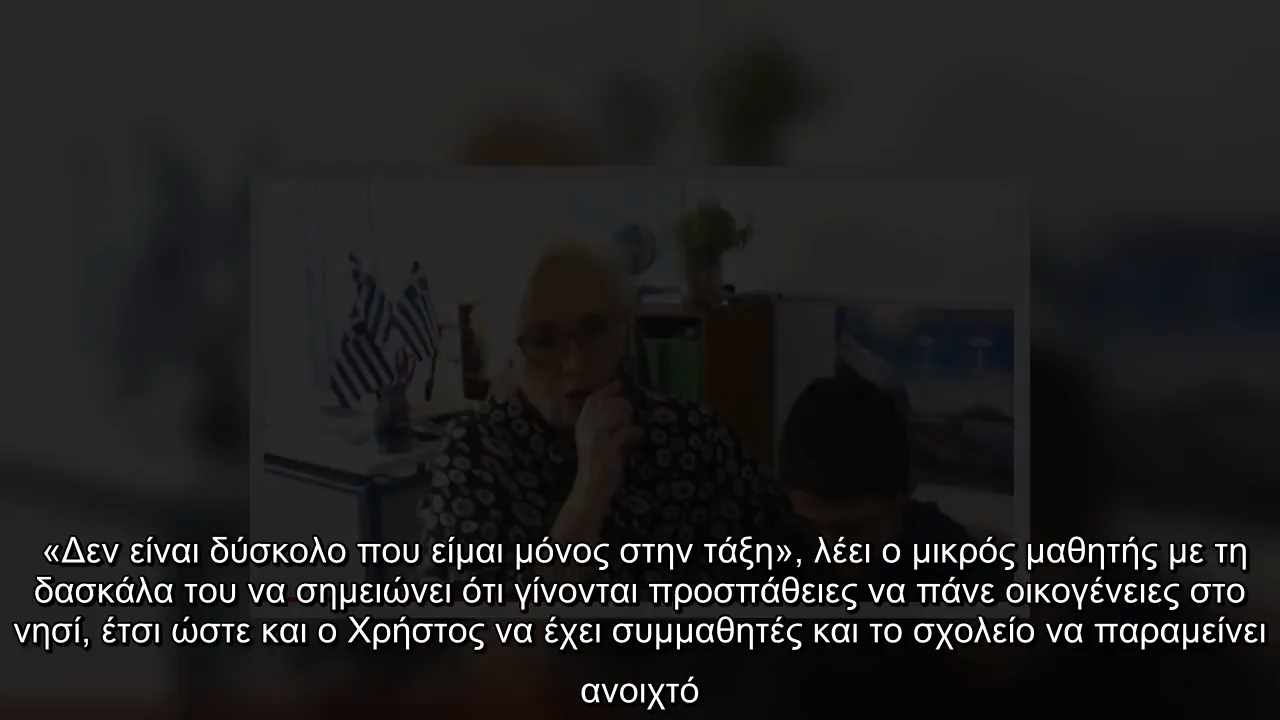 «Δεν είναι δύσκολο που είμαι μόνος στην τάξη», λέει ο μικρός μαθητής με τη
δασκάλα του να σημειώνει ότι γίνονται προσπάθειες να πάνε οικογένειες στο
νησί, έτσι ώστε και ο Χρήστος να έχει συμμαθητές και το σχολείο να παραμείνει
ανοιχτό